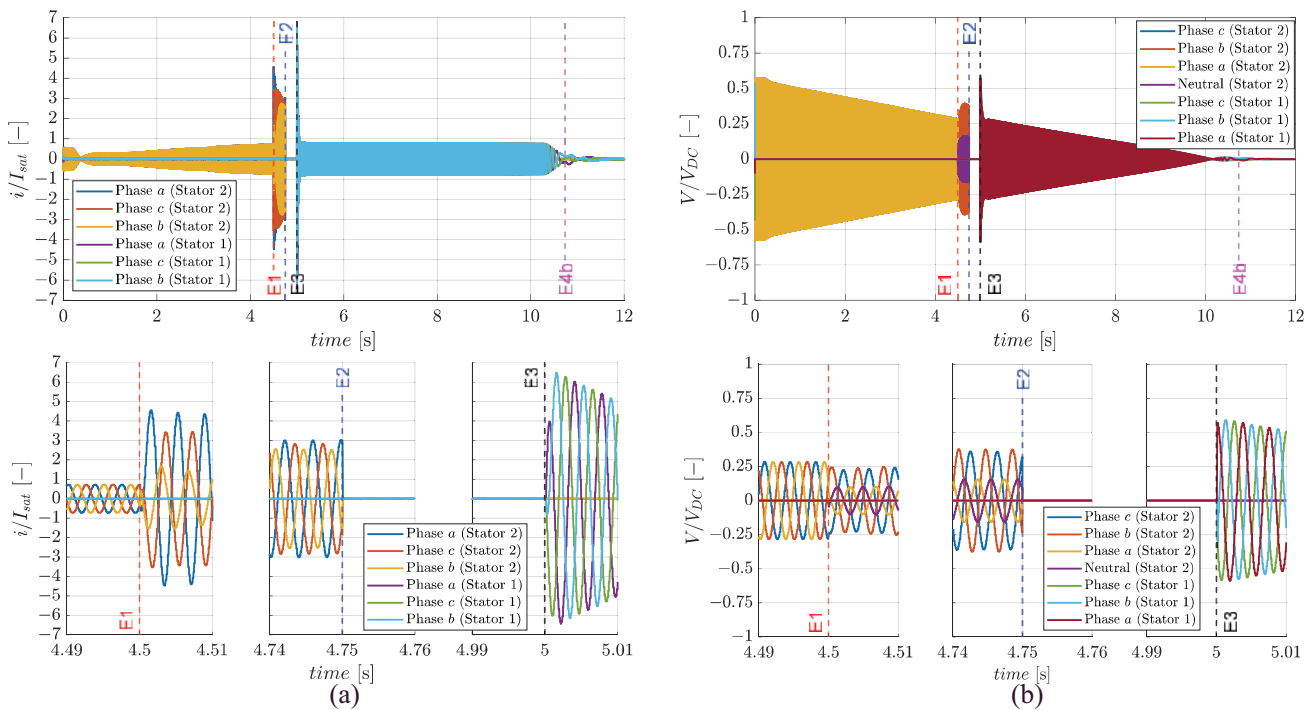 7
6
5
4
3
2
1
0
−1
−2
−3
−4
−5
−6
−7
i/I_sat [−]
E2
E1
E3
E4b
Phase a (Stator 2)
Phase c (Stator 2)
Phase b (Stator 2)
Phase a (Stator 1)
Phase c (Stator 1)
Phase b (Stator 1)
0 2 4 6 8 10 12
time [s]
1
0.75
0.5
0.25
0
−0.25
−0.5
−0.75
−1
V/V_DC [−]
E2
E1
E3
E4b
Phase c (Stator 2)
Phase b (Stator 2)
Phase a (Stator 2)
Neutral (Stator 2)
Phase c (Stator 1)
Phase b (Stator 1)
Phase a (Stator 1)
0 2 4 6 8 10 12
time [s]
7
6
5
4
3
2
1
0
−1
−2
−3
−4
−5
−6
−7
i/I_sat [−]
E1
E2
E3
Phase a (Stator 2)
Phase c (Stator 2)
Phase b (Stator 2)
Phase a (Stator 1)
Phase c (Stator 1)
Phase b (Stator 1)
4.49 4.5 4.51 4.74 4.75 4.76 4.99 5 5.01
time [s]
(a)
1
0.75
0.5
0.25
0
−0.25
−0.5
−0.75
−1
V/V_DC [−]
E1
E2
E3
Phase c (Stator 2)
Phase b (Stator 2)
Phase a (Stator 2)
Neutral (Stator 2)
Phase c (Stator 1)
Phase b (Stator 1)
Phase a (Stator 1)
4.49 4.5 4.51 4.74 4.75 4.76 4.99 5 5.01
time [s]
(b)